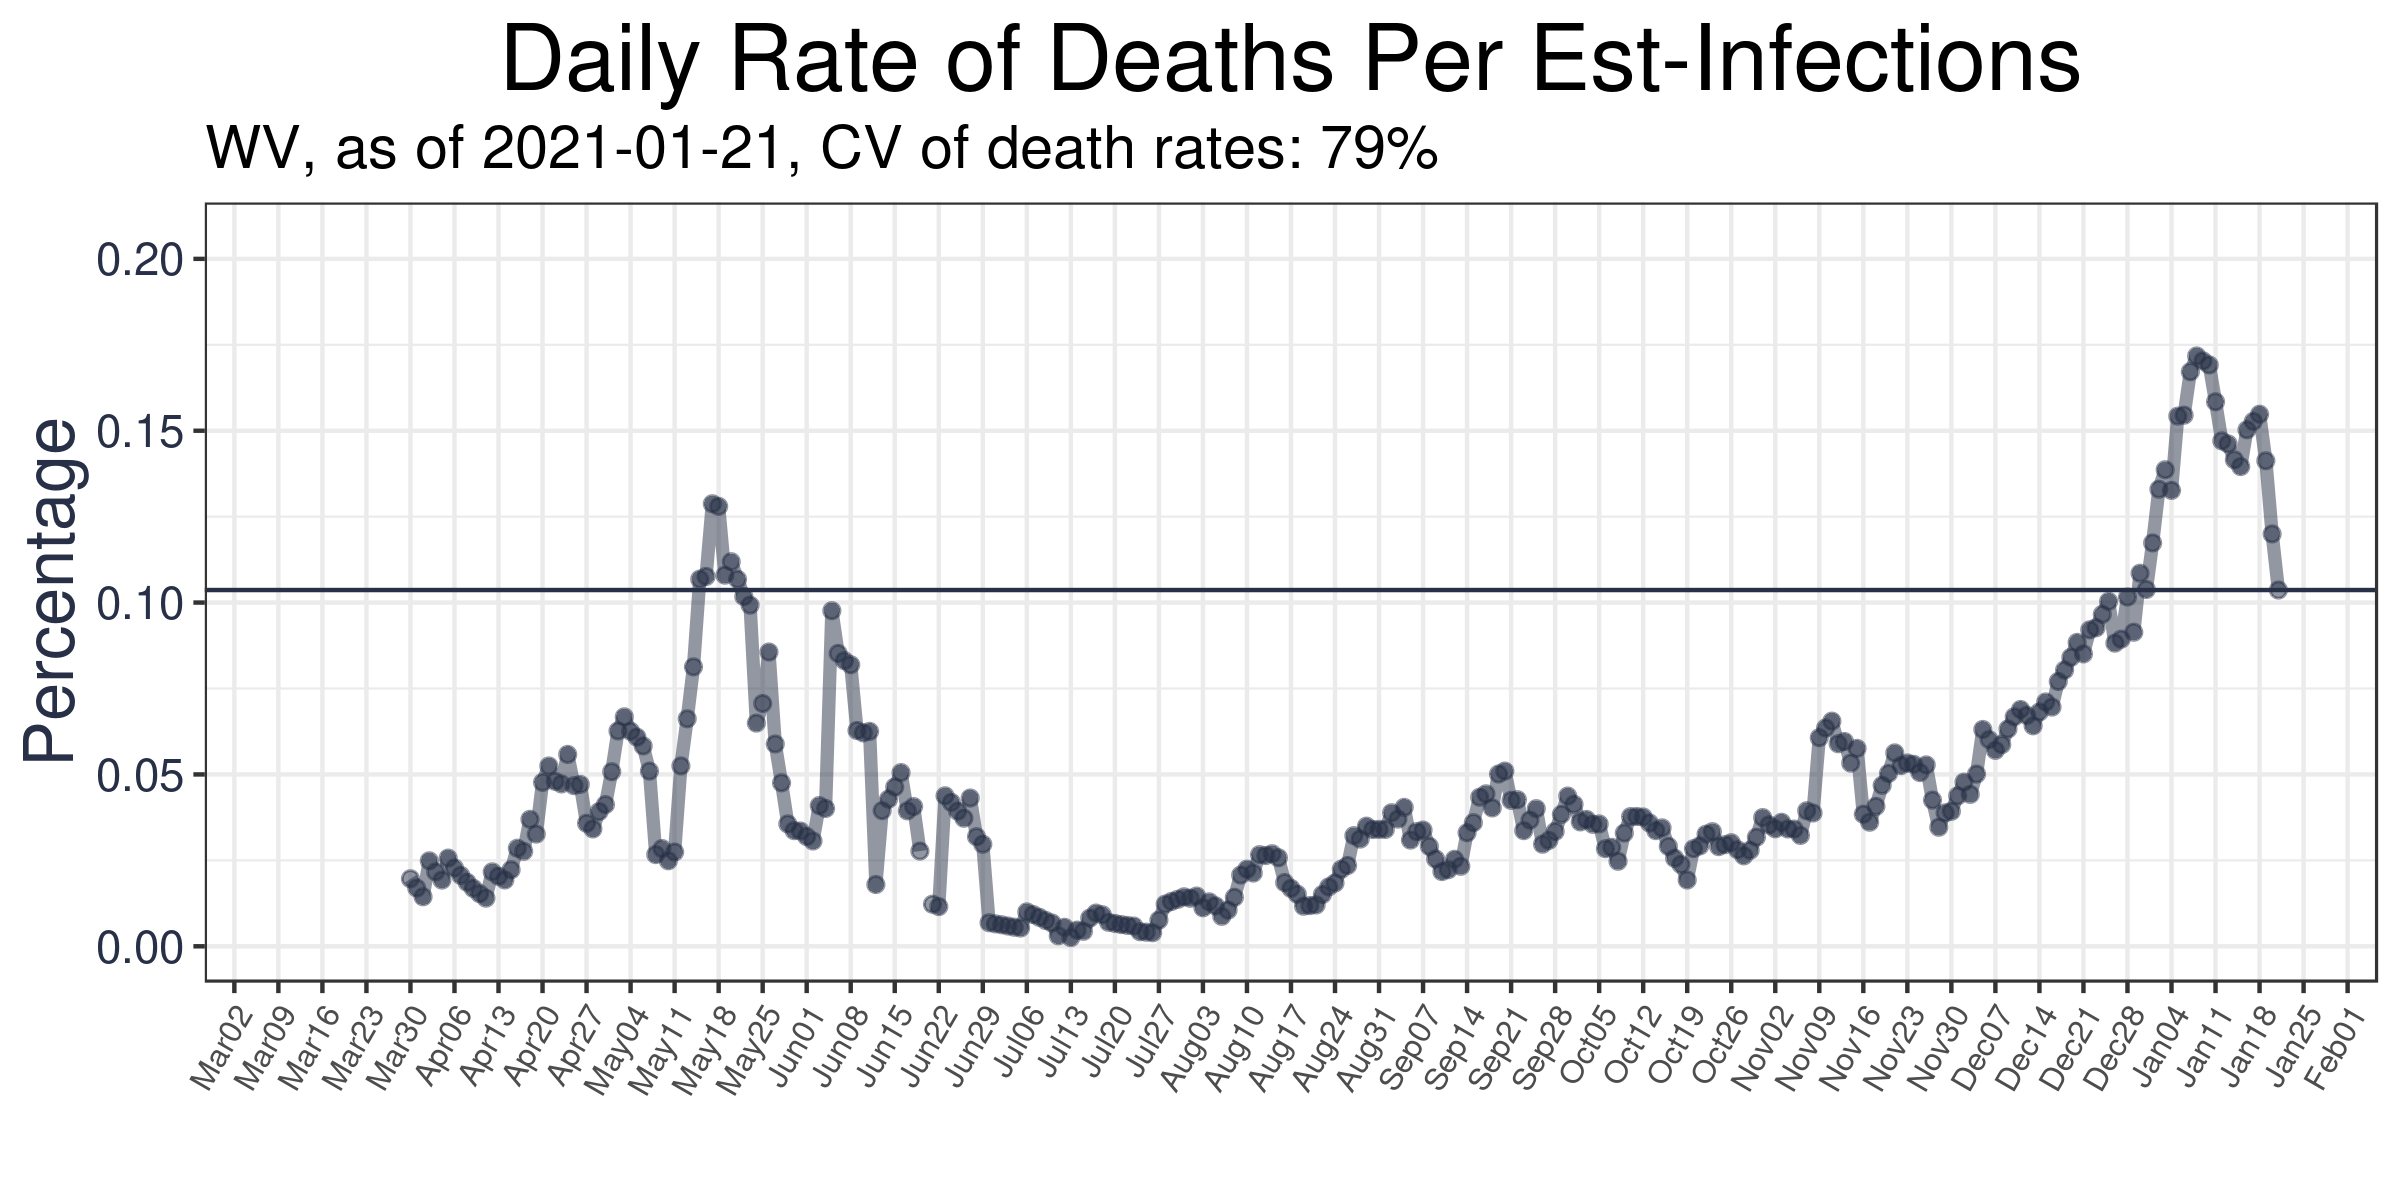 Daily Rate of Deaths Per Est-Infections
WV, as of 2021-01-21, CV of death rates: 79%
Percentage
0.20
0.15
0.10
0.05
0.00
Mar02 Mar09 Mar16 Mar23 Mar30 Apr06 Apr13 Apr20 Apr27 May04 May11 May18 May25 Jun01 Jun08 Jun15 Jun22 Jun29 Jul06 Jul13 Jul20 Jul27 Aug03 Aug10 Aug17 Aug24 Aug31 Sep07 Sep14 Sep21 Sep28 Oct05 Oct12 Oct19 Oct26 Nov02 Nov09 Nov16 Nov23 Nov30 Dec07 Dec14 Dec21 Dec28 Jan04 Jan11 Jan18 Jan25 Feb01